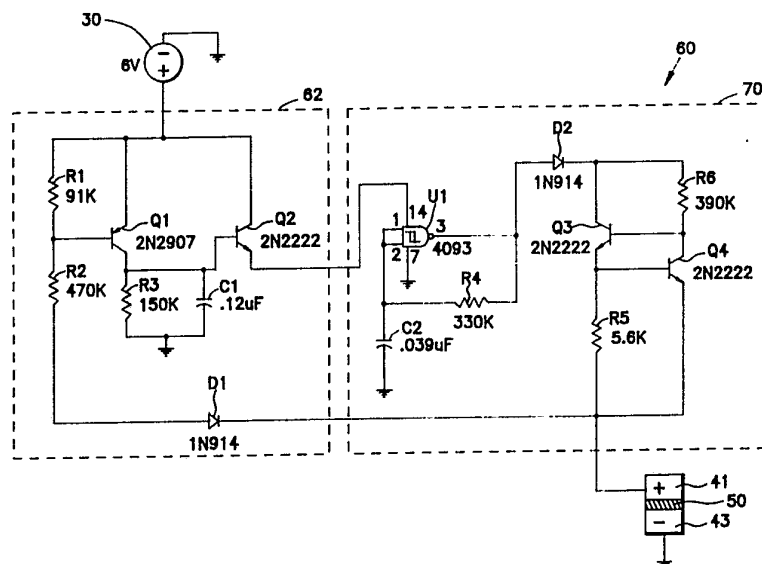 30
60
6V
-
+
62
70
R1
91K
Q1
2N2907
Q2
2N2222
R2
470K
R3
150K
C1
.12uF
D1
1N914
U1
14
1
2
3
7
4093
R4
330K
C2
.039uF
D2
1N914
R6
390K
Q3
2N2222
Q4
2N2222
R5
5.6K
+
41
50
-
43